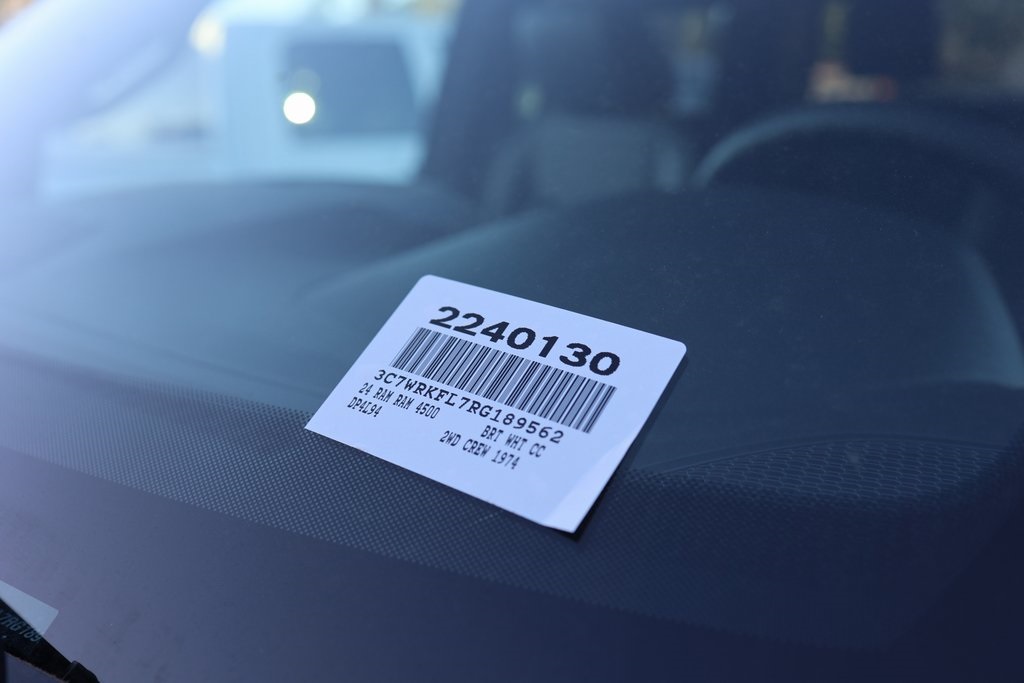 2240130
3C7WRKFL7RG189562
24 RAM RAM 4500
BRT WHT CC
DP4L94
2WD CREW 1974